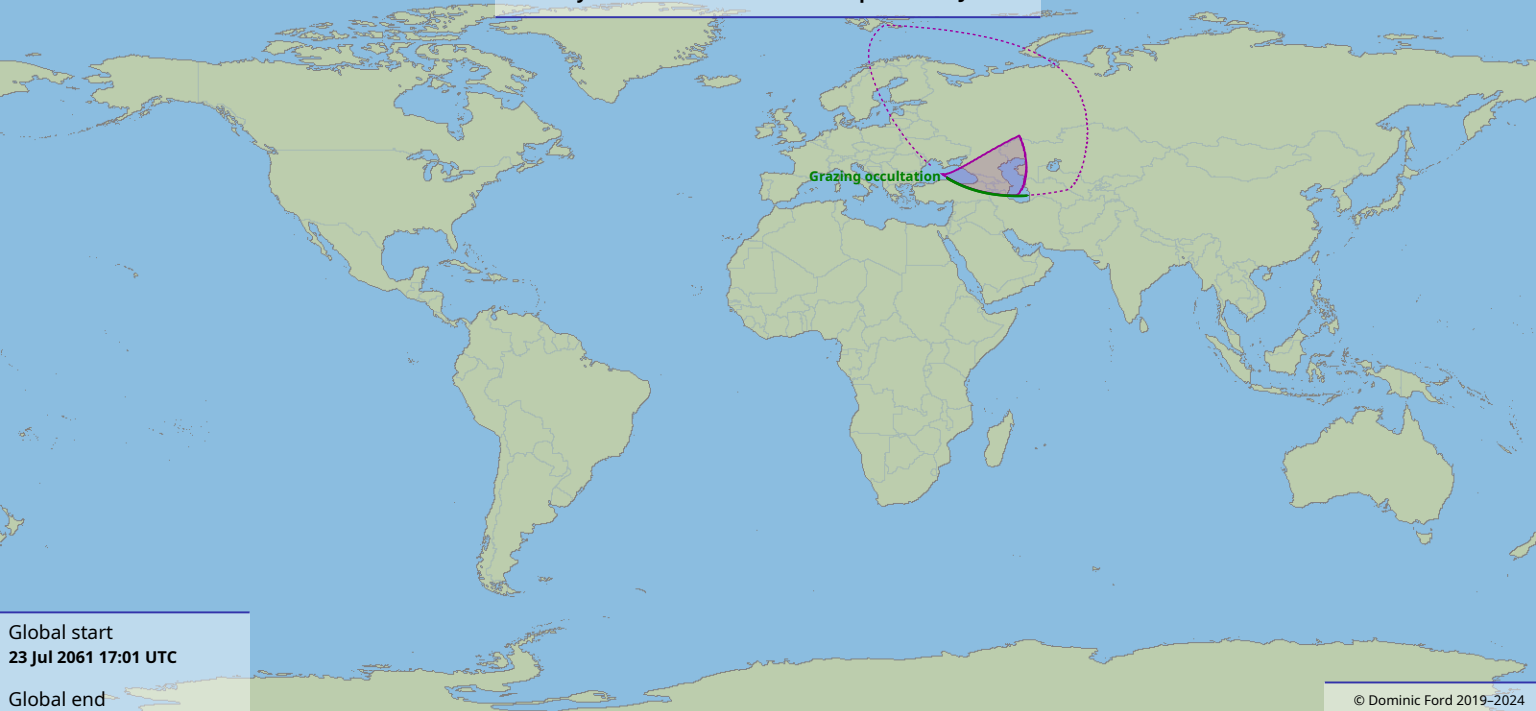 Grazing occultation
Global start
23 Jul 2061 17:01 UTC
Global end
© Dominic Ford 2019–2024